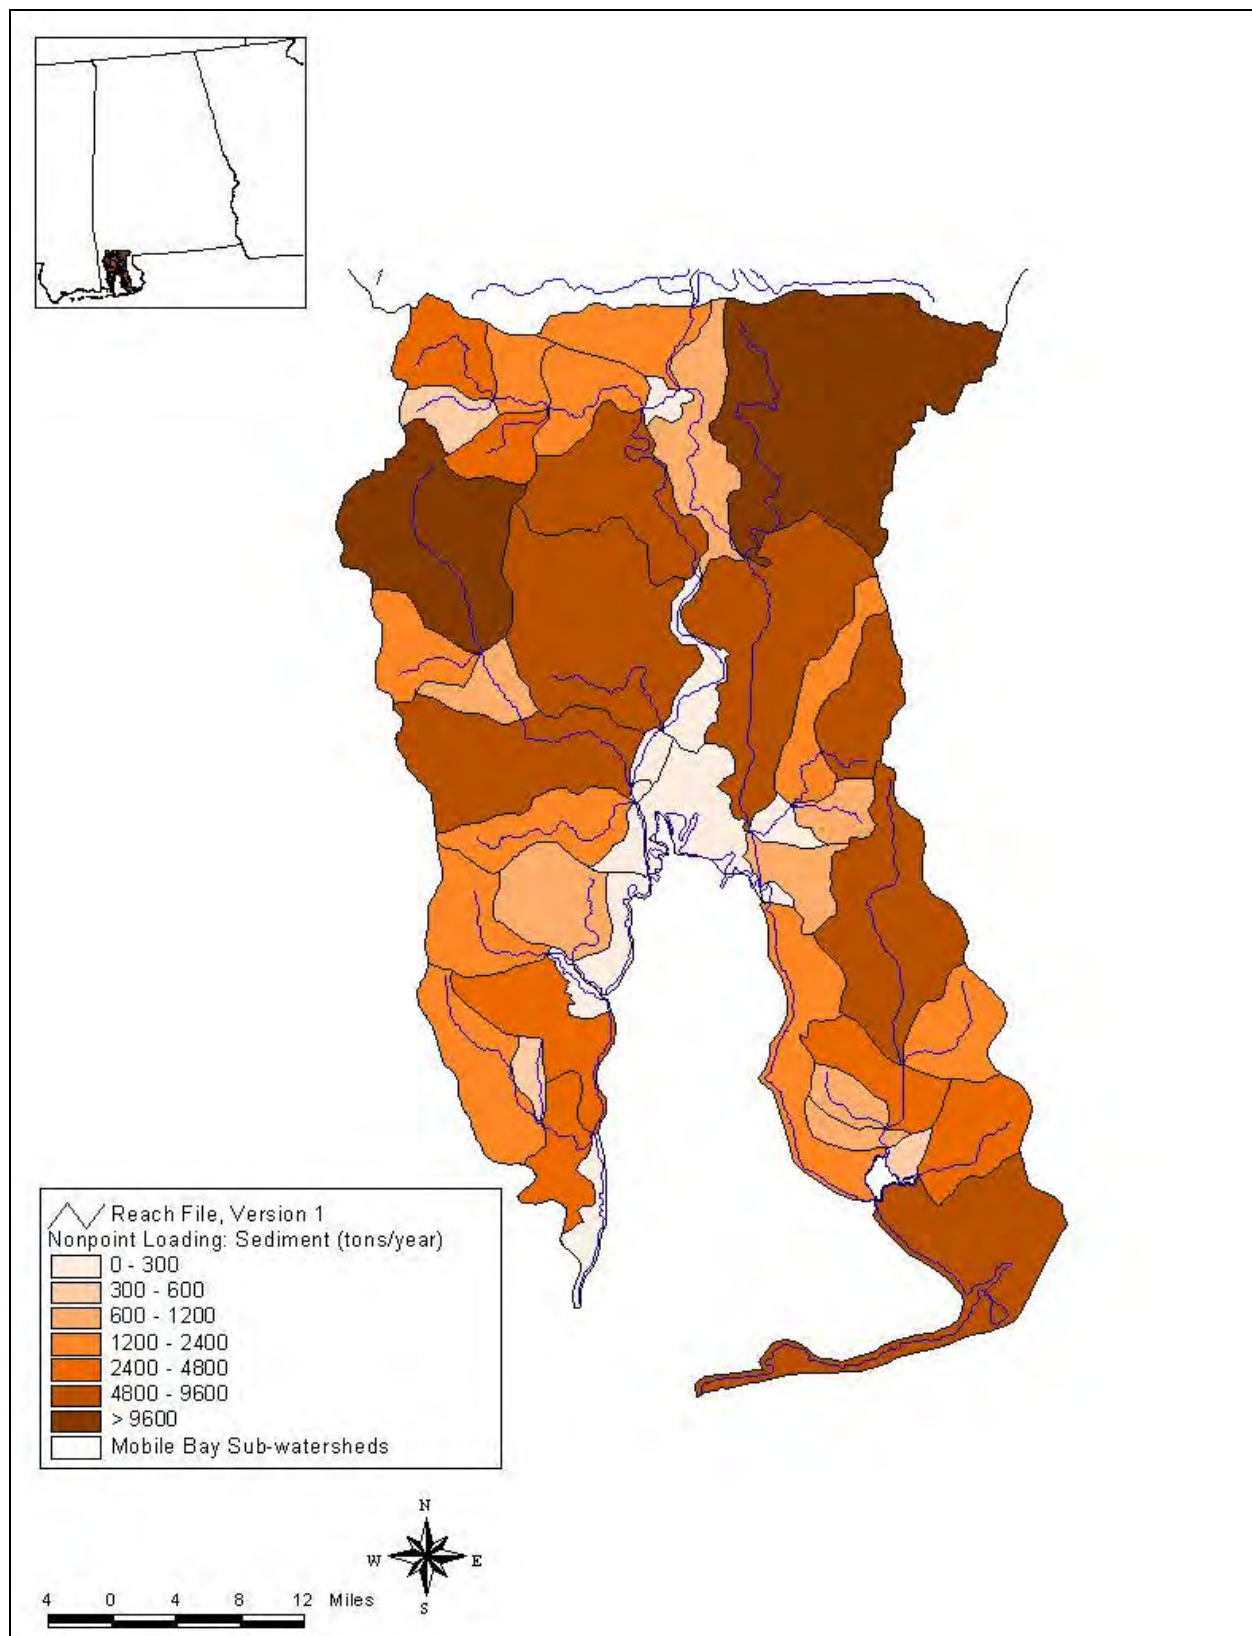 Reach File, Version 1
Nonpoint Loading: Sediment (tons/year)
0 - 300
300 - 600
600 - 1200
1200 - 2400
2400 - 4800
4800 - 9600
> 9600
Mobile Bay Sub-watersheds
N
W E
S
4 0 4 8 12 Miles